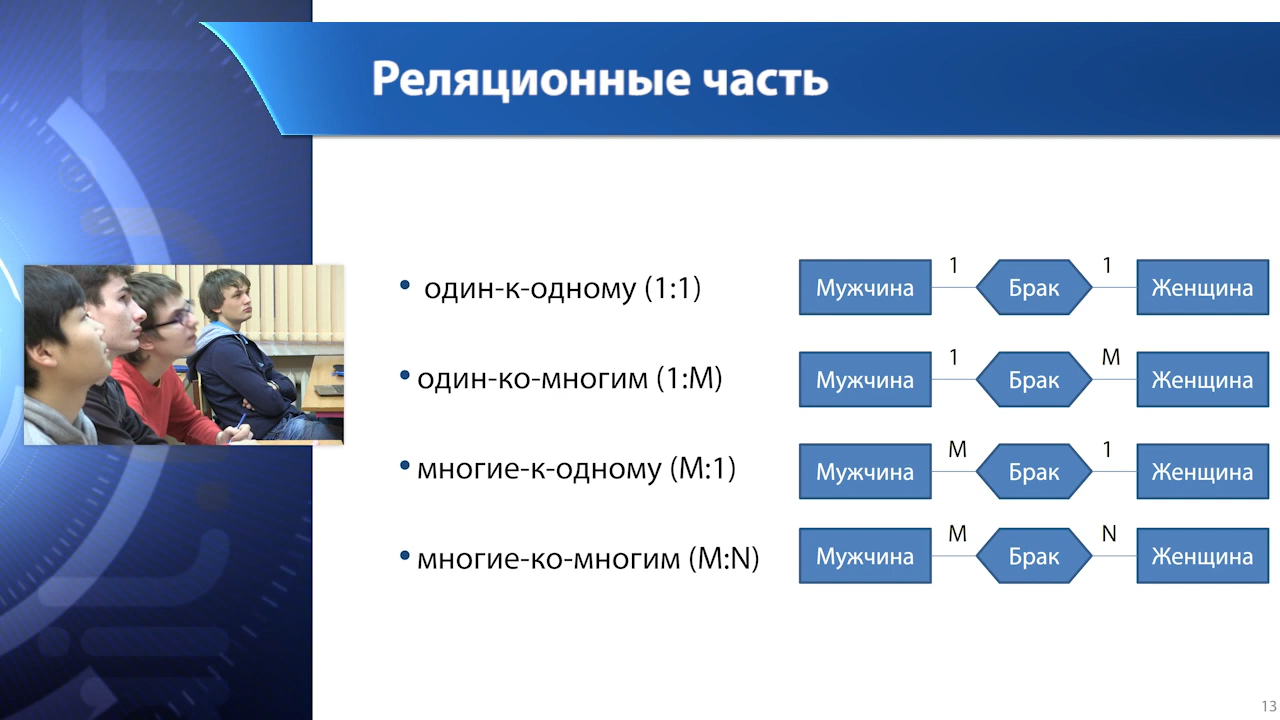 Реляционные часть
• один-к-одному (1:1)
Мужчина 1 Брак 1 Женщина
• один-ко-многим (1:M)
Мужчина 1 Брак M Женщина
• многие-к-одному (M:1)
Мужчина M Брак 1 Женщина
• многие-ко-многим (M:N)
Мужчина M Брак N Женщина
13